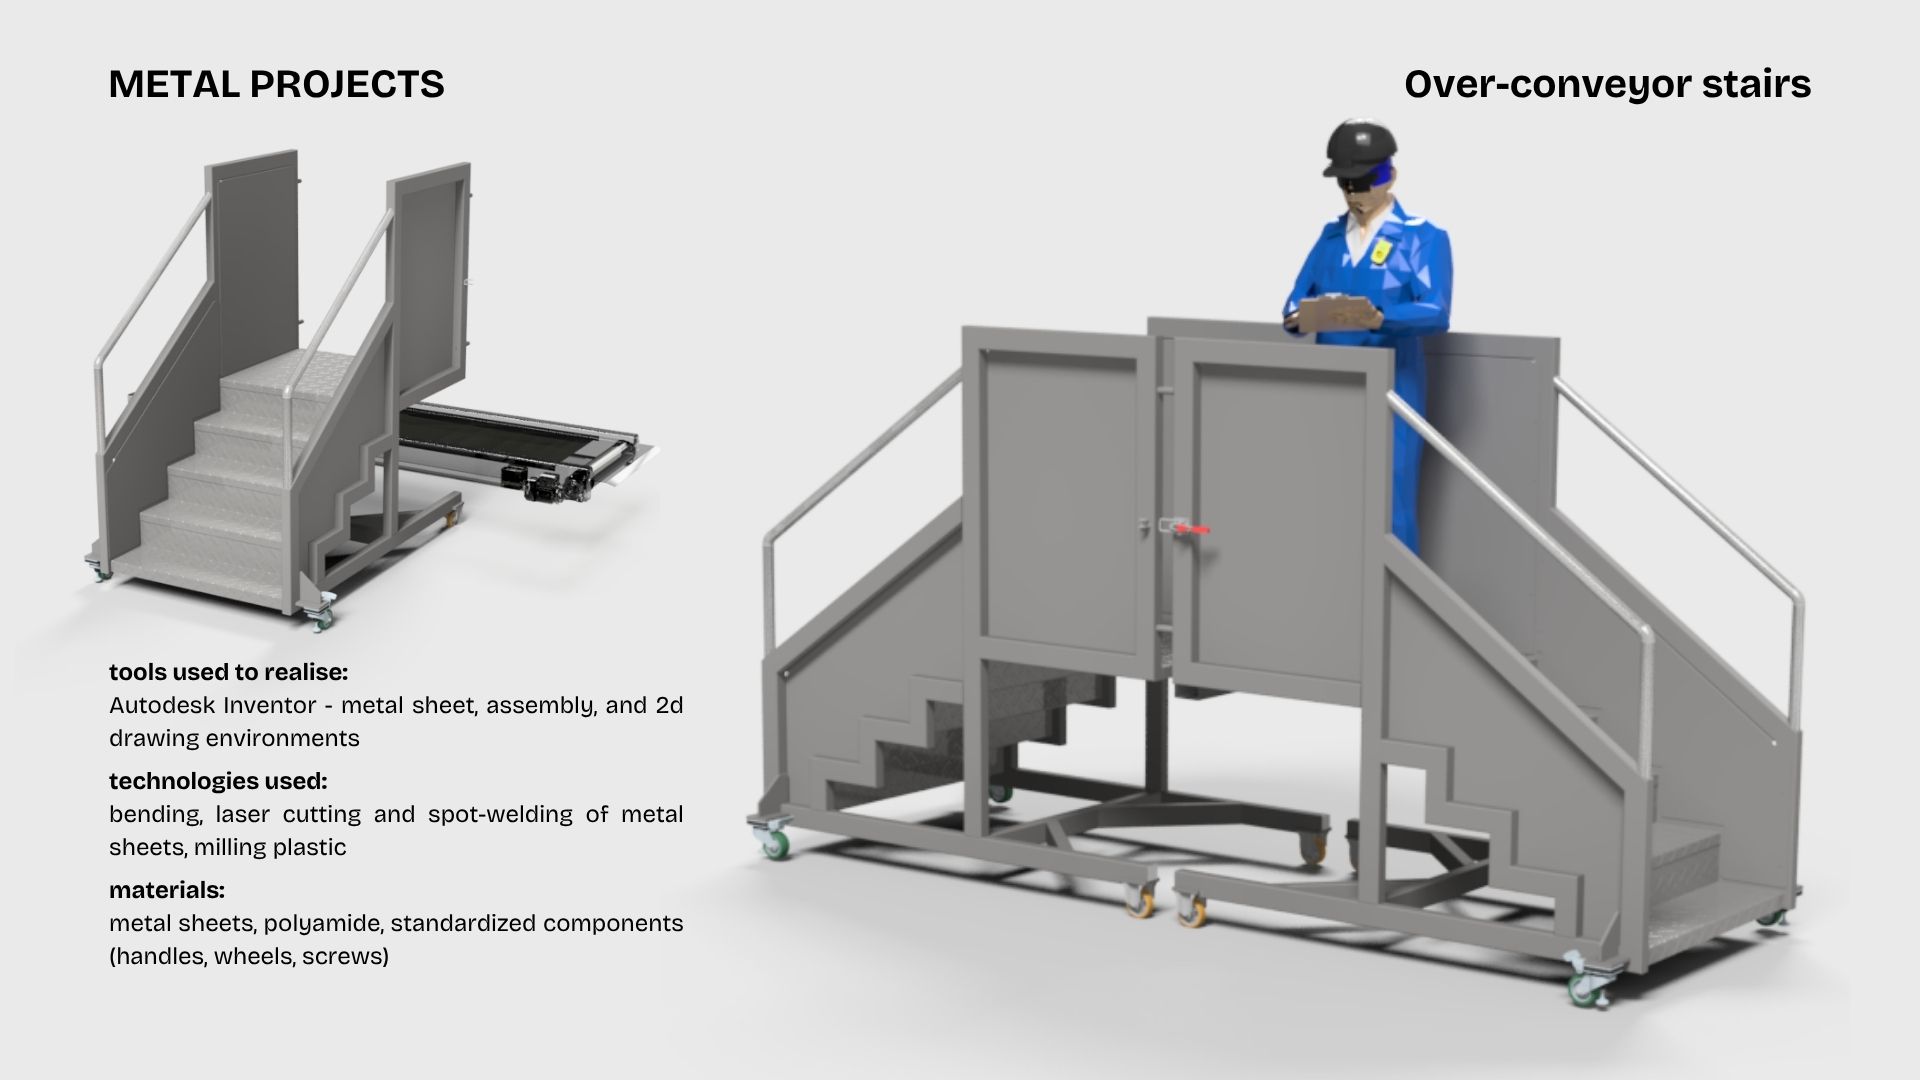 METAL PROJECTS
Over-conveyor stairs
tools used to realise:
Autodesk Inventor - metal sheet, assembly, and 2d
drawing environments
technologies used:
bending, laser cutting and spot-welding of metal
sheets, milling plastic
materials:
metal sheets, polyamide, standardized components
(handles, wheels, screws)